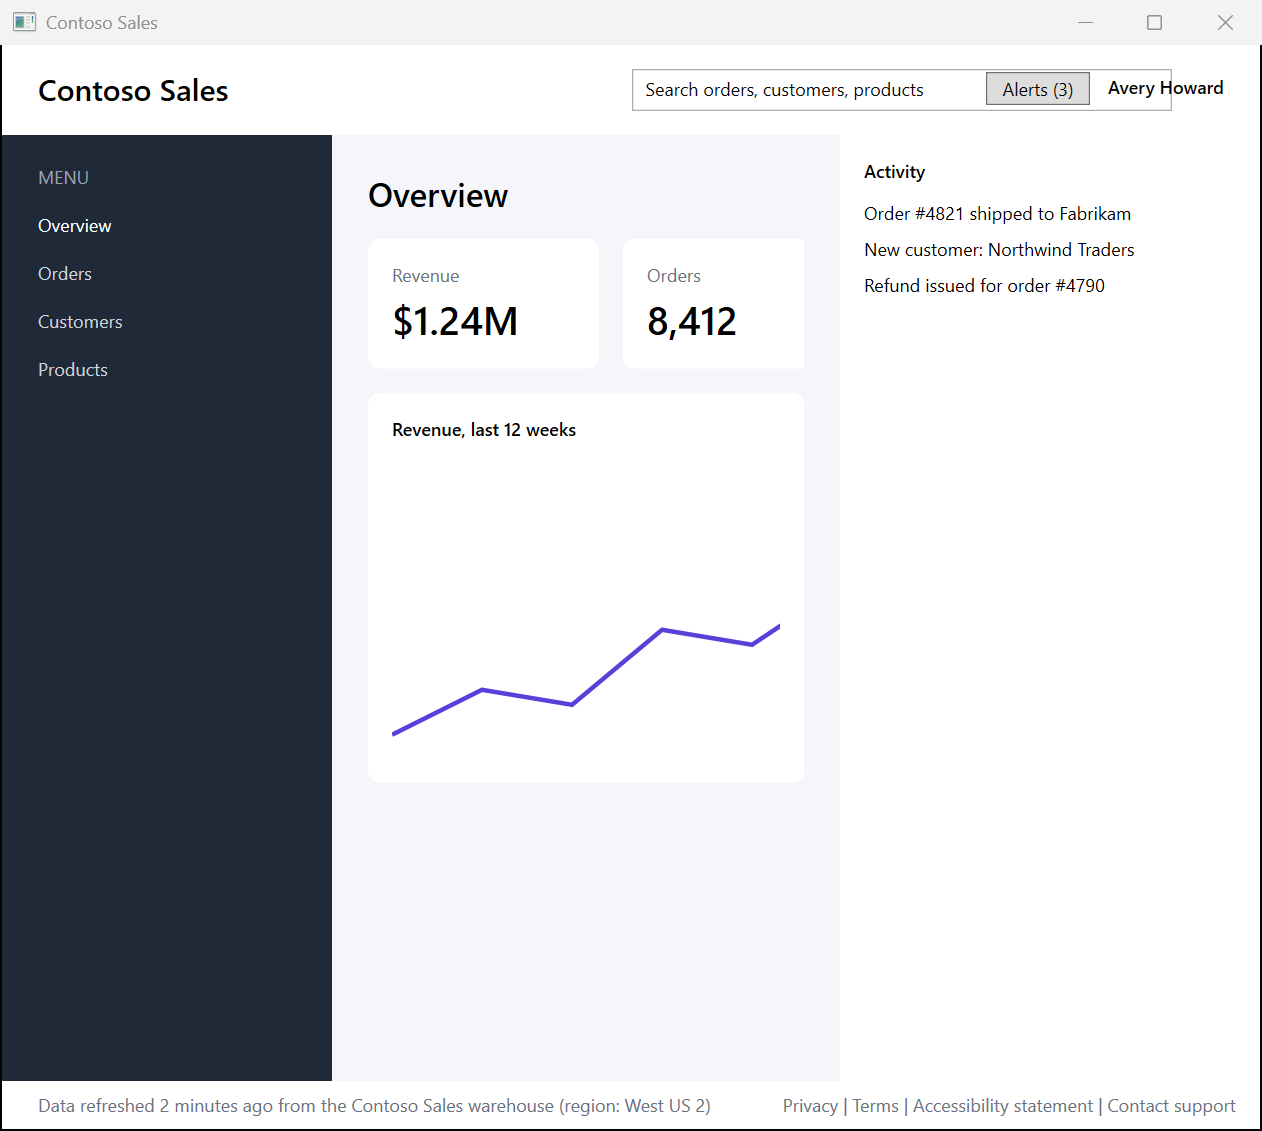 Contoso Sales
Contoso Sales
Search orders, customers, products
Alerts (3)
Avery Howard
MENU
Overview
Orders
Customers
Products
Overview
Revenue
$1.24M
Orders
8,412
Revenue, last 12 weeks
Activity
Order #4821 shipped to Fabrikam
New customer: Northwind Traders
Refund issued for order #4790
Data refreshed 2 minutes ago from the Contoso Sales warehouse (region: West US 2)
Privacy | Terms | Accessibility statement | Contact support